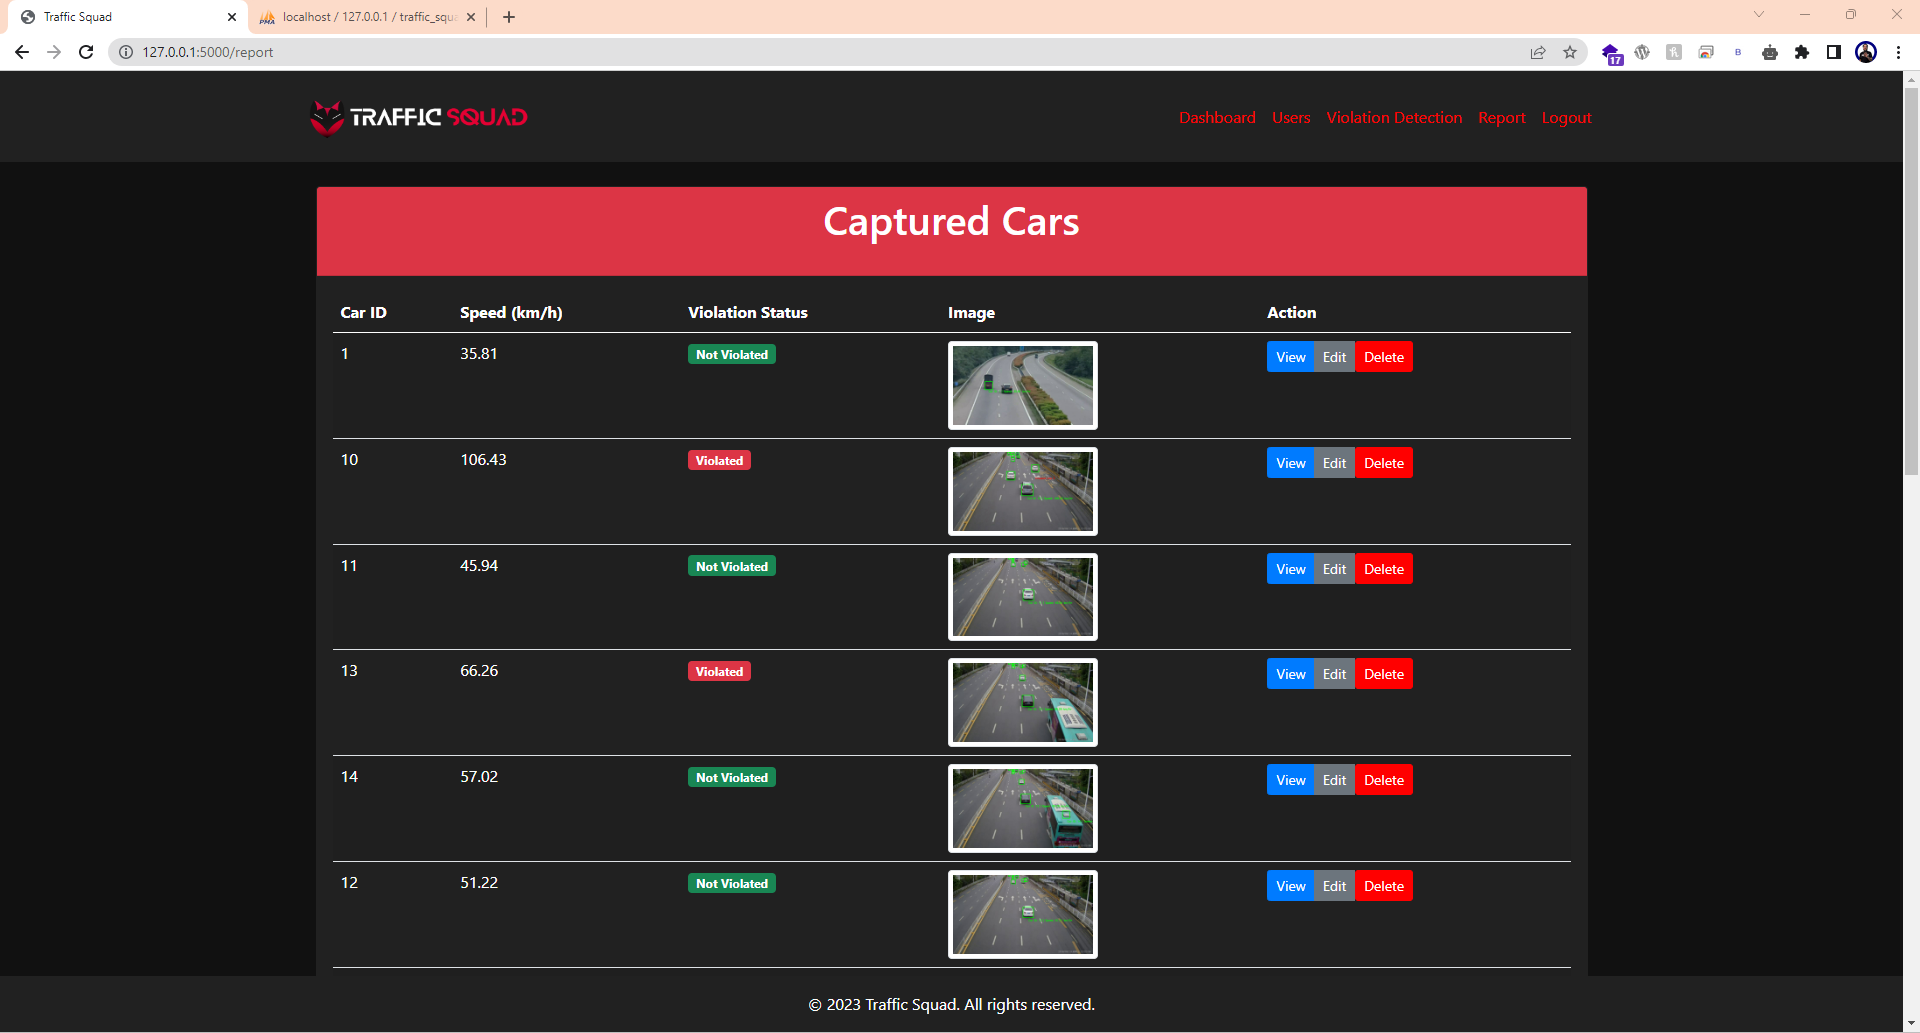 Traffic Squad
localhost / 127.0.0.1 / traffic_squa
127.0.0.1:5000/report
17
B
TRAFFIC SQUAD
Dashboard Users Violation Detection Report Logout
Captured Cars
Car ID Speed (km/h) Violation Status Image Action
1 35.81 Not Violated View Edit Delete
10 106.43 Violated View Edit Delete
11 45.94 Not Violated View Edit Delete
13 66.26 Violated View Edit Delete
14 57.02 Not Violated View Edit Delete
12 51.22 Not Violated View Edit Delete
© 2023 Traffic Squad. All rights reserved.